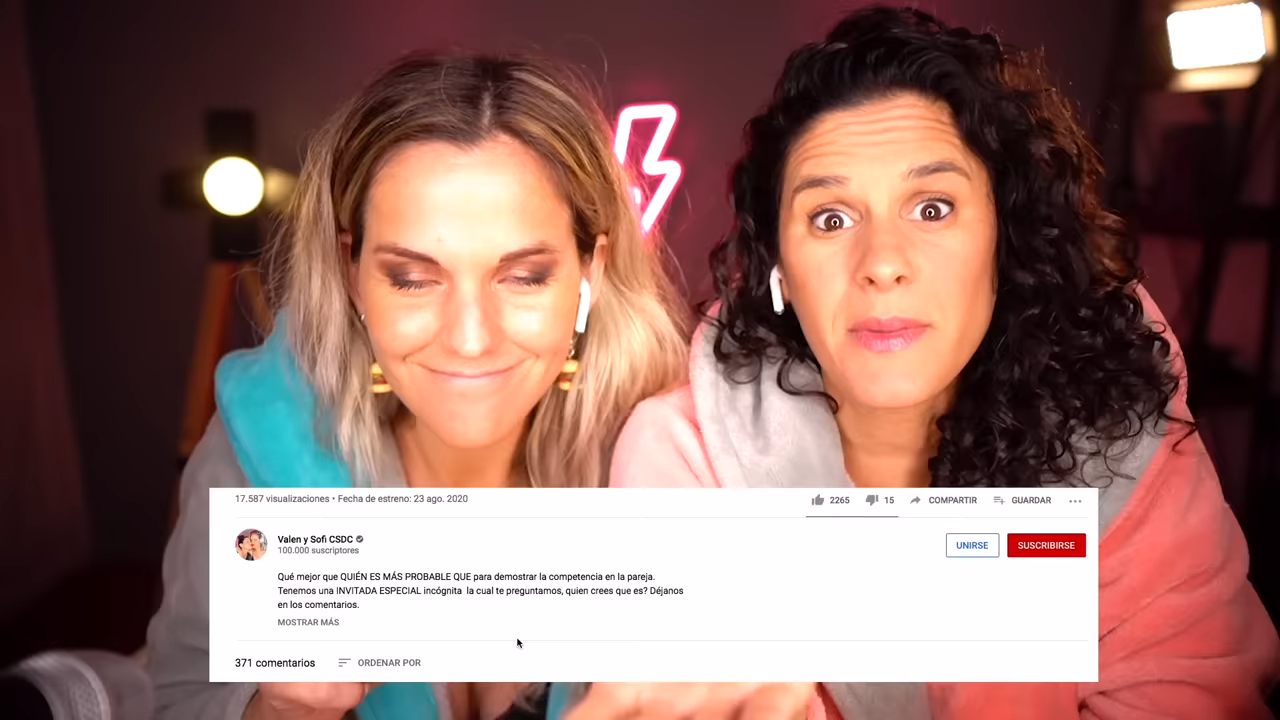 17.587 visualizaciones • Fecha de estreno: 23 ago. 2020
2265
15
COMPARTIR
GUARDAR
Valen y Sofi CSDC
100.000 suscriptores
UNIRSE
SUSCRIBIRSE
Qué mejor que QUIÉN ES MÁS PROBABLE QUE para demostrar la competencia en la pareja.
Tenemos una INVITADA ESPECIAL incógnita la cual te preguntamos, quien crees que es? Déjanos
en los comentarios.
MOSTRAR MÁS
371 comentarios
ORDENAR POR